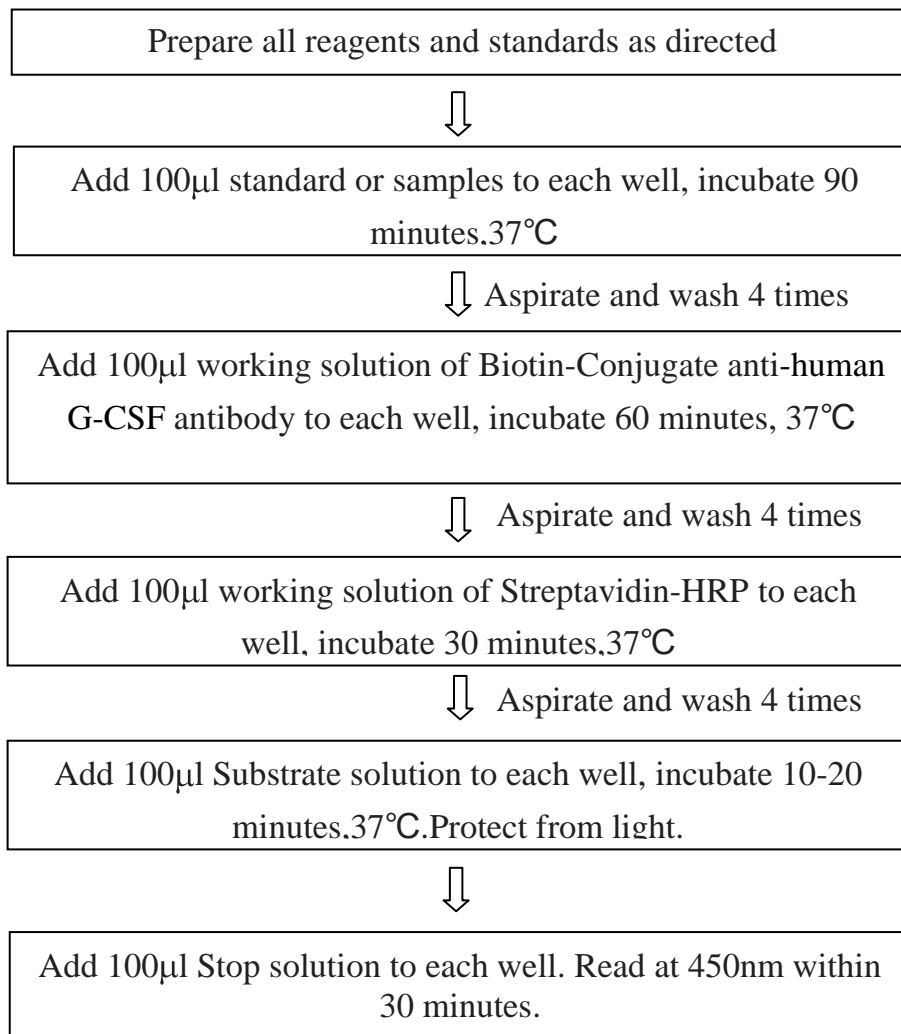 Prepare all reagents and standards as directed
Add 100μl standard or samples to each well, incubate 90
minutes,37℃
Aspirate and wash 4 times
Add 100μl working solution of Biotin-Conjugate anti-human
G-CSF antibody to each well, incubate 60 minutes, 37℃
Aspirate and wash 4 times
Add 100μl working solution of Streptavidin-HRP to each
well, incubate 30 minutes,37℃
Aspirate and wash 4 times
Add 100μl Substrate solution to each well, incubate 10-20
minutes,37℃.Protect from light.
Add 100μl Stop solution to each well. Read at 450nm within
30 minutes.